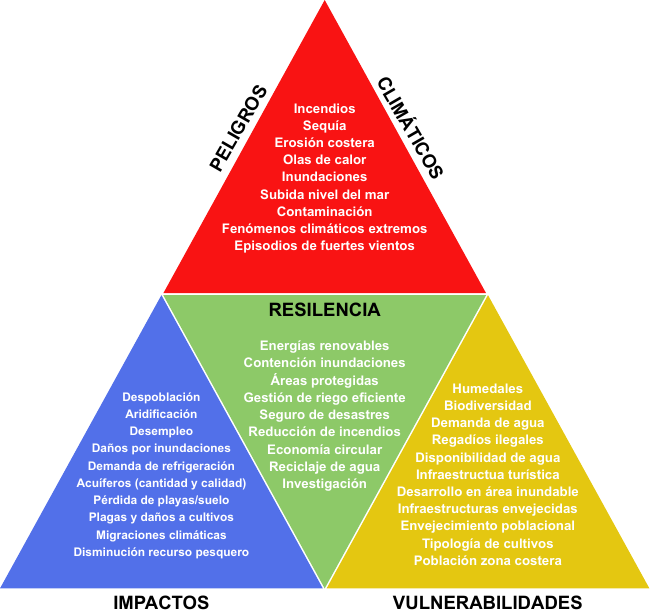 PELIGROS
CLIMÁTICOS
Incendios
Sequía
Erosión costera
Olas de calor
Inundaciones
Subida nivel del mar
Contaminación
Fenómenos climáticos extremos
Episodios de fuertes vientos
RESILENCIA
Energías renovables
Contención inundaciones
Áreas protegidas
Gestión de riego eficiente
Seguro de desastres
Reducción de incendios
Economía circular
Reciclaje de agua
Investigación
Despoblación
Aridificación
Desempleo
Daños por inundaciones
Demanda de refrigeración
Acuíferos (cantidad y calidad)
Pérdida de playas/suelo
Plagas y daños a cultivos
Migraciones climáticas
Disminución recurso pesquero
IMPACTOS
Humedales
Biodiversidad
Demanda de agua
Regadíos ilegales
Disponibilidad de agua
Infraestructua turística
Desarrollo en área inundable
Infraestructuras envejecidas
Envejecimiento poblacional
Tipología de cultivos
Población zona costera
VULNERABILIDADES